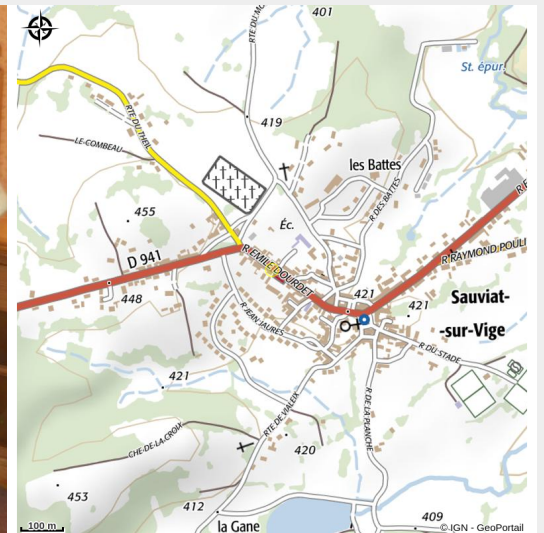 401
RTE DU MO
St. épur.
419
RTE DU THEIL
LE COMBEAU
les Battes
R DES BATTES
455
Éc.
D 941
R EMILE DOURDET
R RAYMOND POULI
448
421
421
Sauviat-
-sur-Vige
R JEAN JAURES
R DU STADE
421
R DE LA PLANCHE
RTE DE VIALEIX
CHE DE LA CROIX
420
453
412
la Gane
409
100 m
© IGN - GeoPortail